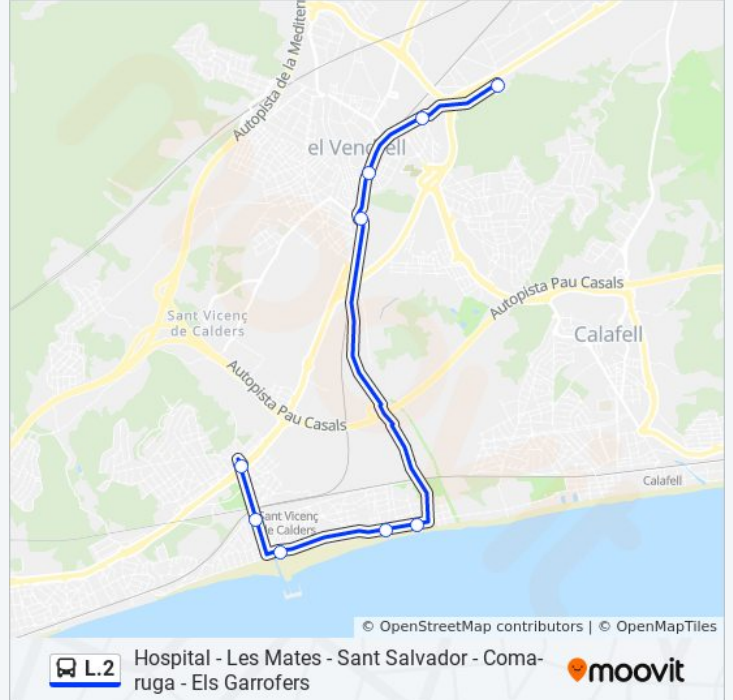 Autopista de la Mediter
el Vendrell
Autopista Pau Casals
Sant Vicenç
de Calders
Calafell
Autopista Pau Casals
Calafell
Sant Vicenç
de Calders
© OpenStreetMap contributors | © OpenMapTiles
L.2
Hospital - Les Mates - Sant Salvador - Coma-
ruga - Els Garrofers
moovit